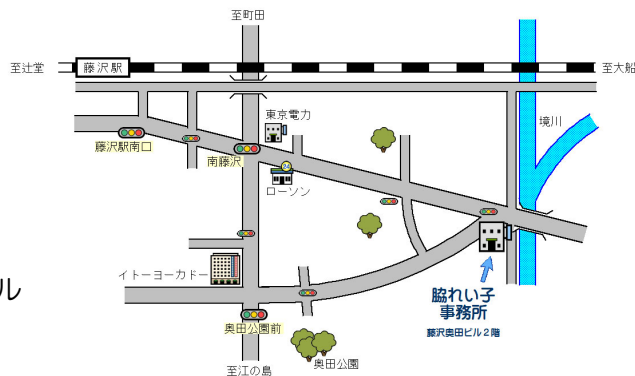 至町田
至辻堂
藤沢駅
至大船
東京電力
境川
藤沢駅南口
南藤沢
24
ローソン
イトーヨーカドー
ル
脇れい子
事務所
藤沢奥田ビル2階
奥田公園前
奥田公園
至江の島